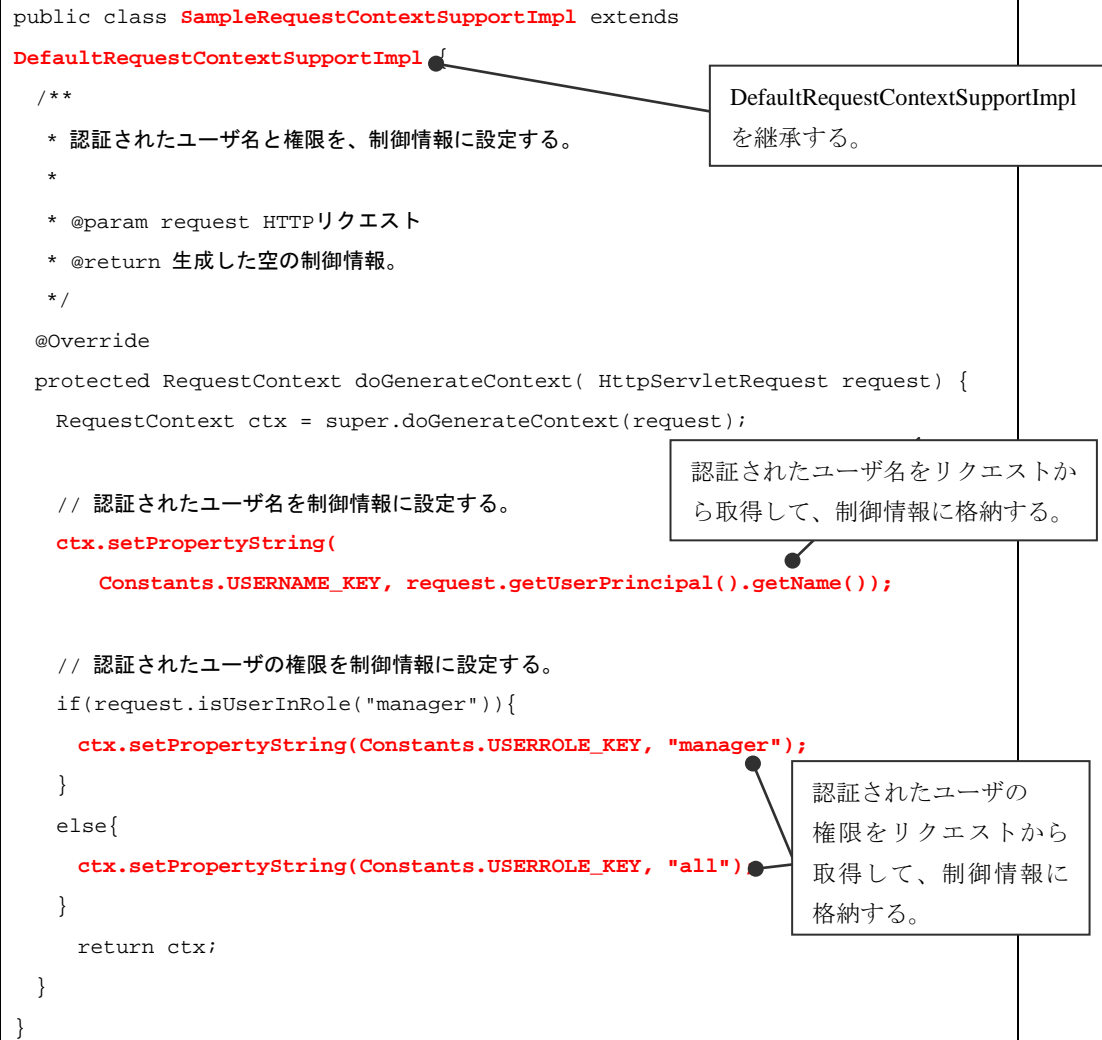 public class SampleRequestContextSupportImpl extends
DefaultRequestContextSupportImpl {
DefaultRequestContextSupportImpl
を継承する。
/**
* 認証されたユーザ名と権限を、制御情報に設定する。
*
* @param request HTTPリクエスト
* @return 生成した空の制御情報。
*/
@Override
protected RequestContext doGenerateContext( HttpServletRequest request) {
RequestContext ctx = super.doGenerateContext(request);
認証されたユーザ名をリクエストか
ら取得して、制御情報に格納する。
// 認証されたユーザ名を制御情報に設定する。
ctx.setPropertyString(
Constants.USERNAME_KEY, request.getUserPrincipal().getName());
// 認証されたユーザの権限を制御情報に設定する。
if(request.isUserInRole("manager")){
ctx.setPropertyString(Constants.USERROLE_KEY, "manager");
}
else{
ctx.setPropertyString(Constants.USERROLE_KEY, "all");
}
認証されたユーザの
権限をリクエストから
取得して、制御情報に
格納する。
return ctx;
}
}